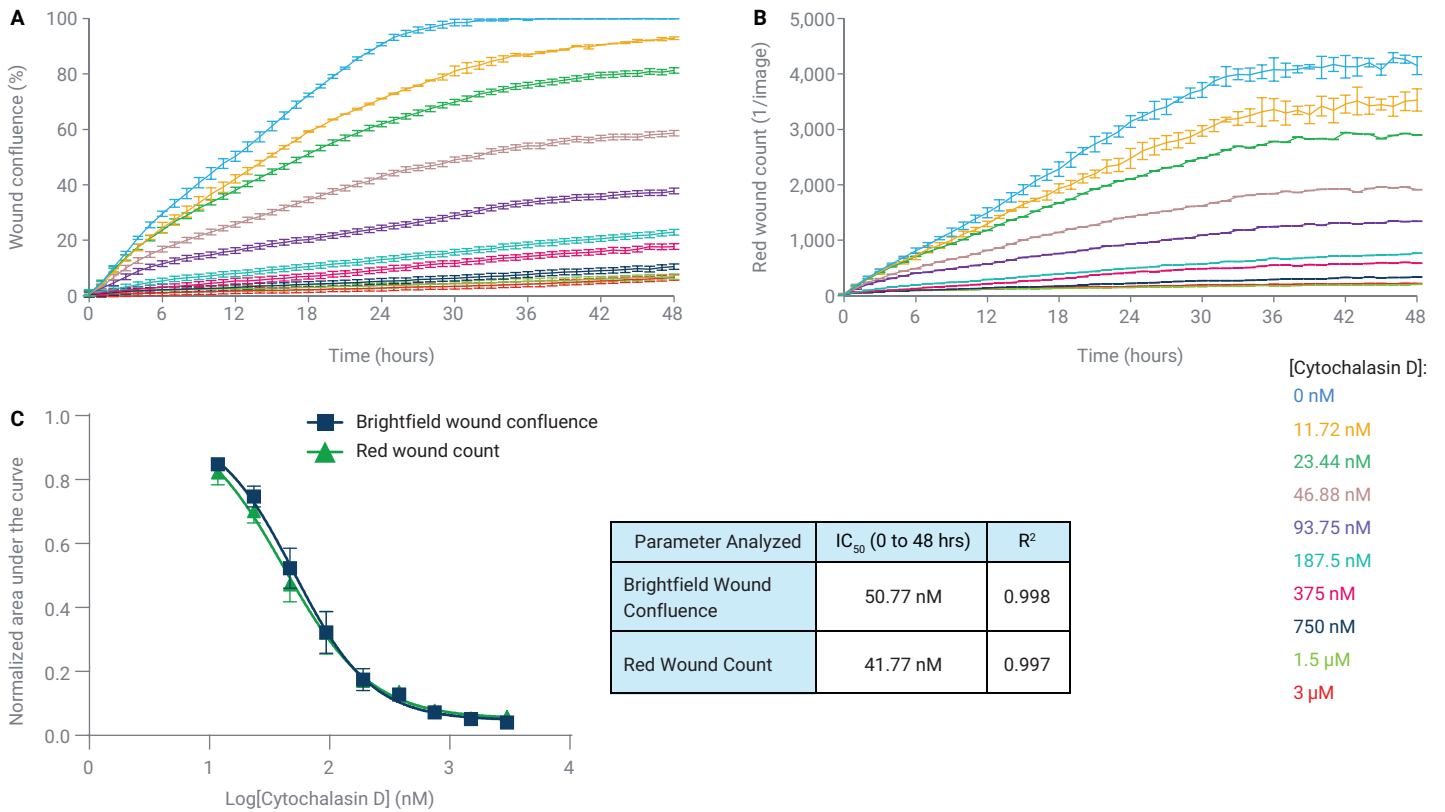 A
Wound confluence (%)
100
80
60
40
20
0
0 6 12 18 24 30 36 42 48
Time (hours)
B
Red wound count (1/image)
5,000
4,000
3,000
2,000
1,000
0
0 6 12 18 24 30 36 42 48
Time (hours)
[Cytochalasin D]:
0 nM
11.72 nM
23.44 nM
46.88 nM
93.75 nM
187.5 nM
375 nM
750 nM
1.5 µM
3 µM
C
Normalized area under the curve
1.0
0.8
0.6
0.4
0.2
0.0
0 1 2 3 4
Log[Cytochalasin D] (nM)
Brightfield wound confluence
Red wound count
Parameter Analyzed IC50 (0 to 48 hrs) R2
Brightfield Wound
Confluence 50.77 nM 0.998
Red Wound Count 41.77 nM 0.997